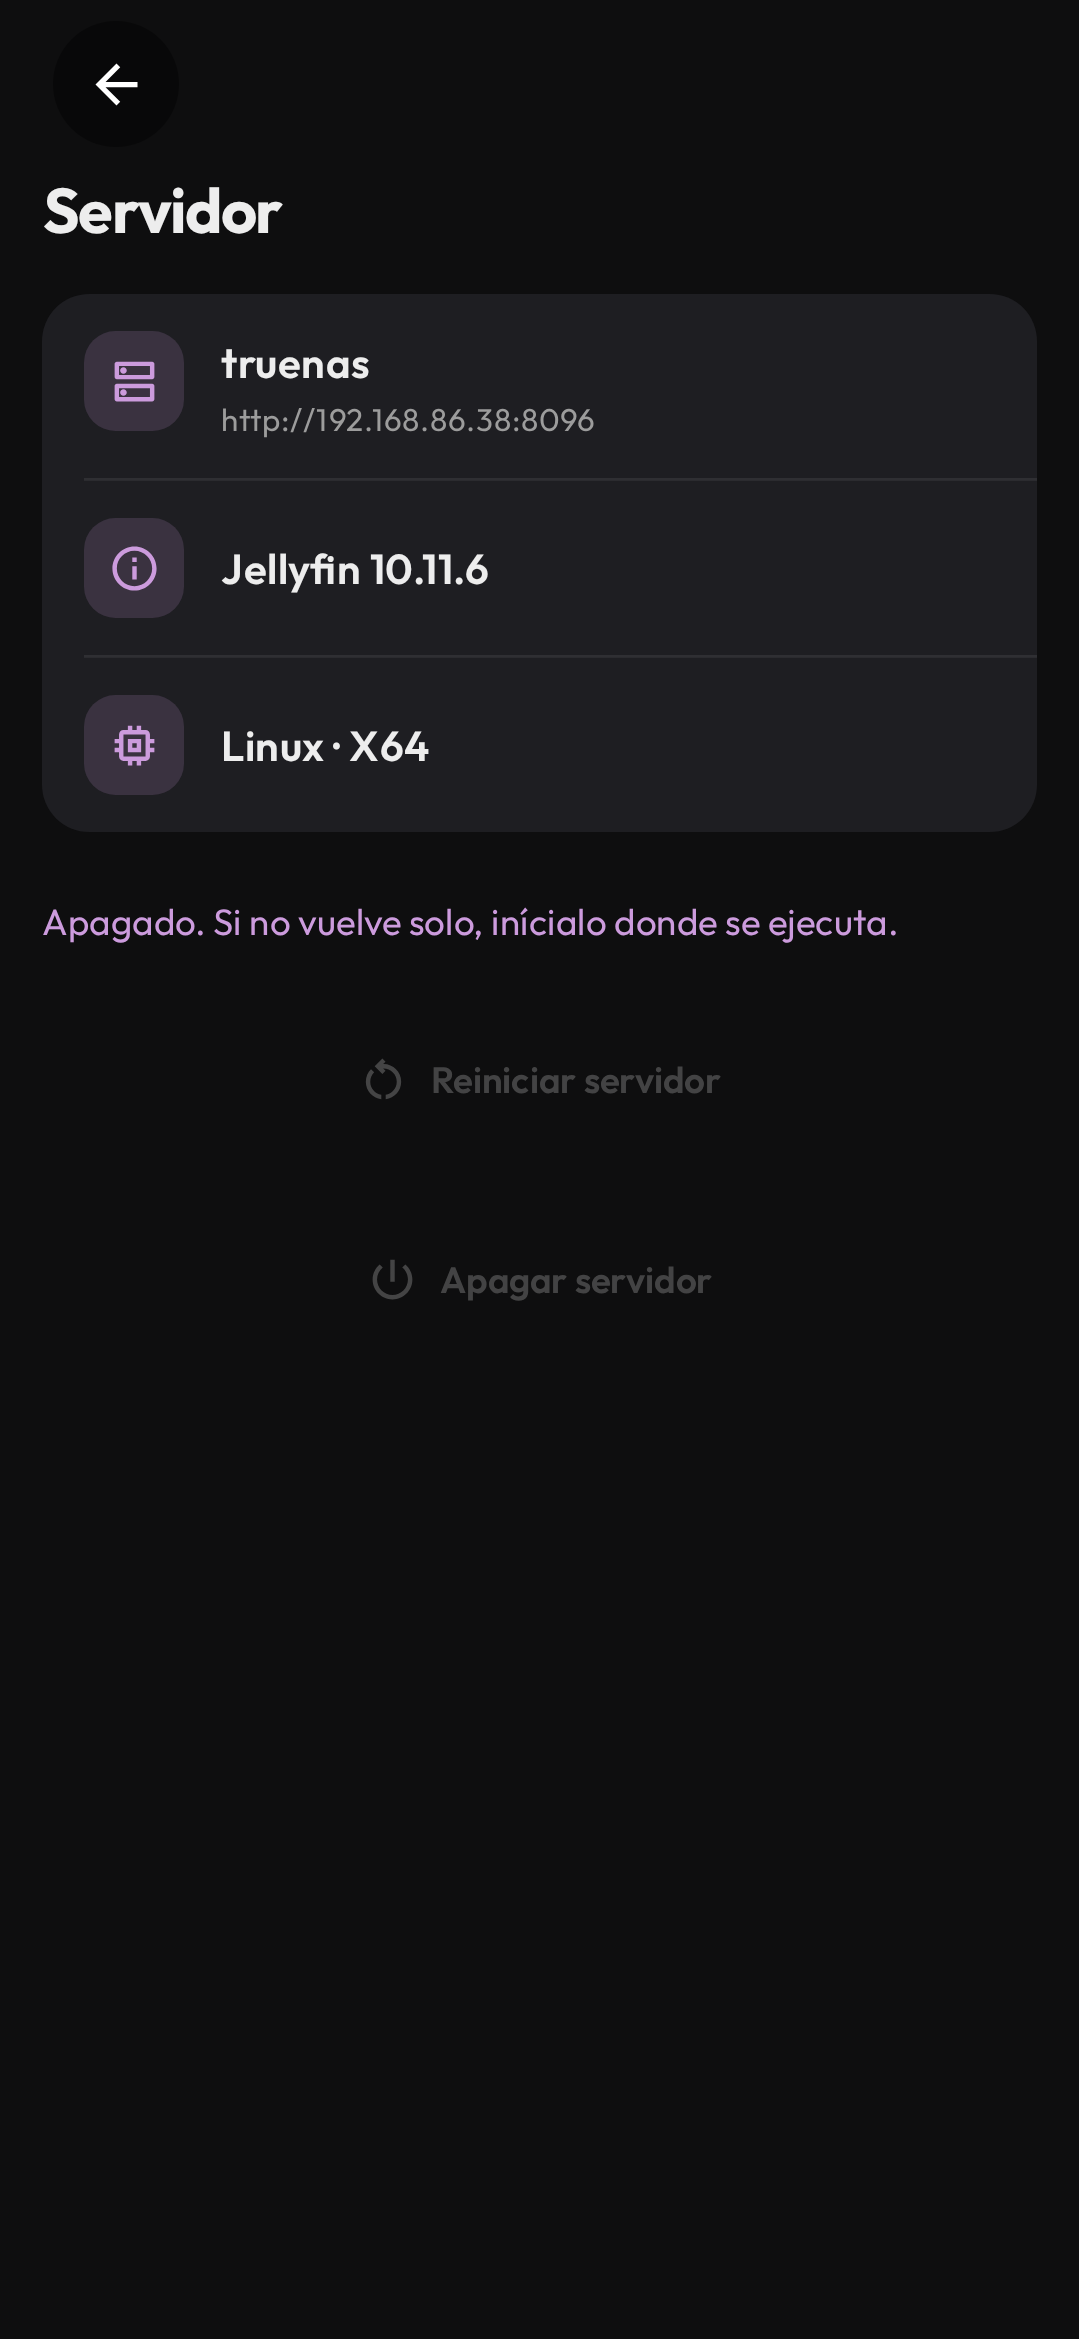 Servidor
truenas
http://192.168.86.38:8096
Jellyfin 10.11.6
Linux · X64
Apagado. Si no vuelve solo, inícialo donde se ejecuta.
Reiniciar servidor
Apagar servidor